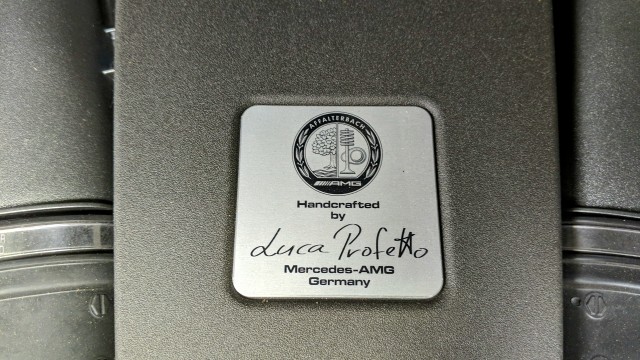 AFFALTERBACH
AMG
Handcrafted
by
Luca Profetto
Mercedes-AMG
Germany